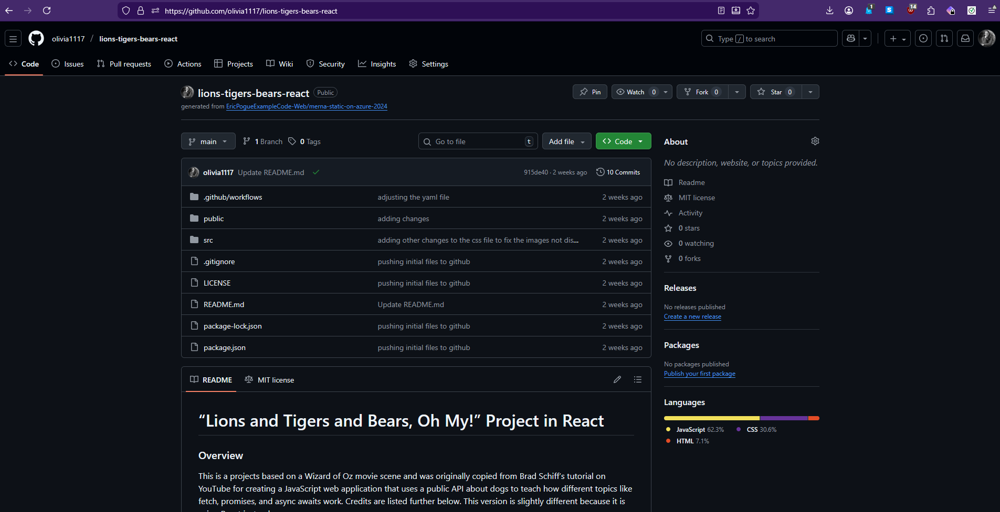 https://github.com/olivia1117/lions-tigers-bears-react
1
S
14
olivia1117 / lions-tigers-bears-react
Type / to search
Code Issues Pull requests Actions Projects Wiki Security Insights Settings
lions-tigers-bears-react Public
Pin Watch 0 Fork 0 Star 0
generated from EricPogueExampleCode-Web/merna-static-on-azure-2024
main 1 Branch 0 Tags Go to file t Add file Code
olivia1117 Update README.md 915de40 · 2 weeks ago 10 Commits
.github/workflows adjusting the yaml file 2 weeks ago
public adding changes 2 weeks ago
src adding other changes to the css file to fix the images not dis... 2 weeks ago
.gitignore pushing initial files to github 2 weeks ago
LICENSE pushing initial files to github 2 weeks ago
README.md Update README.md 2 weeks ago
package-lock.json pushing initial files to github 2 weeks ago
package.json pushing initial files to github 2 weeks ago
README MIT license
“Lions and Tigers and Bears, Oh My!” Project in React
Overview
This is a projects based on a Wizard of Oz movie scene and was originally copied from Brad Schiff’s tutorial on
YouTube for creating a JavaScript web application that uses a public API about dogs to teach how different topics like
fetch, promises, and async awaits work. Credits are listed further below. This version is slightly different because it is
About
No description, website, or topics provided.
Readme
MIT license
Activity
0 stars
0 watching
0 forks
Releases
No releases published
Create a new release
Packages
No packages published
Publish your first package
Languages
JavaScript 62.3% CSS 30.6%
HTML 7.1%